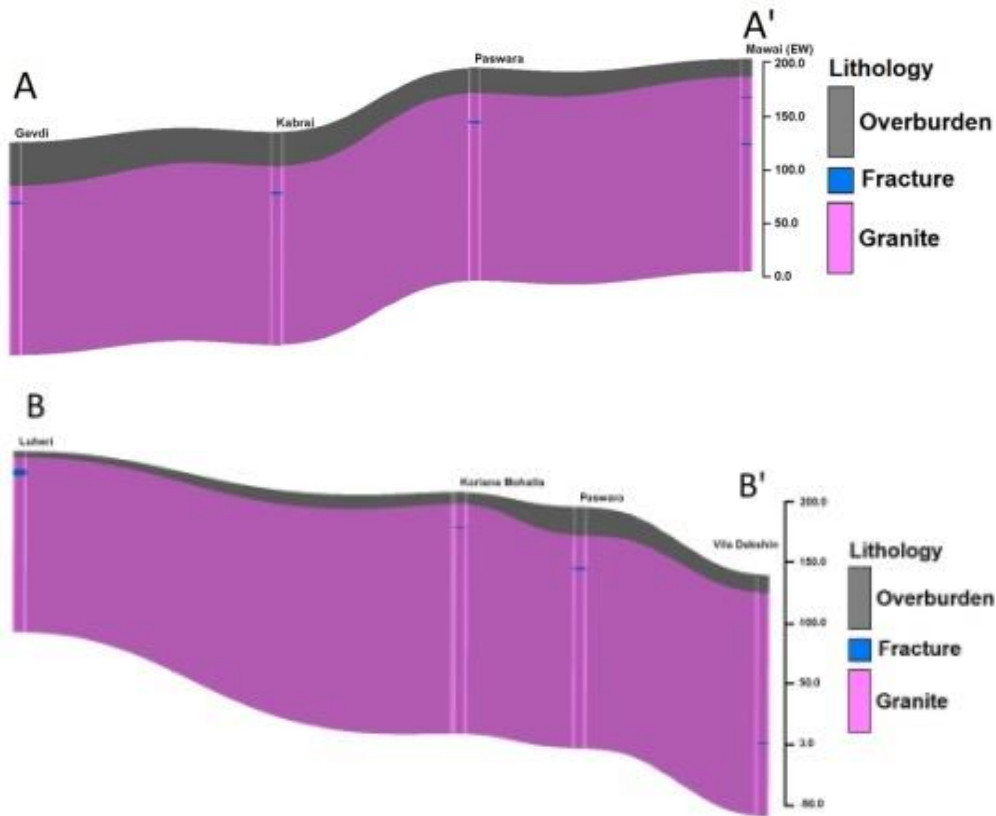 A
A'
Gevdi
Kabrai
Paswara
Mawai (EW)
200.0
150.0
100.0
50.0
0.0
Lithology
Overburden
Fracture
Granite
B
B'
Luheri
Koriana Mohalla
Paswara
Vila Dakshin
200.0
150.0
100.0
50.0
0.0
-50.0
Lithology
Overburden
Fracture
Granite